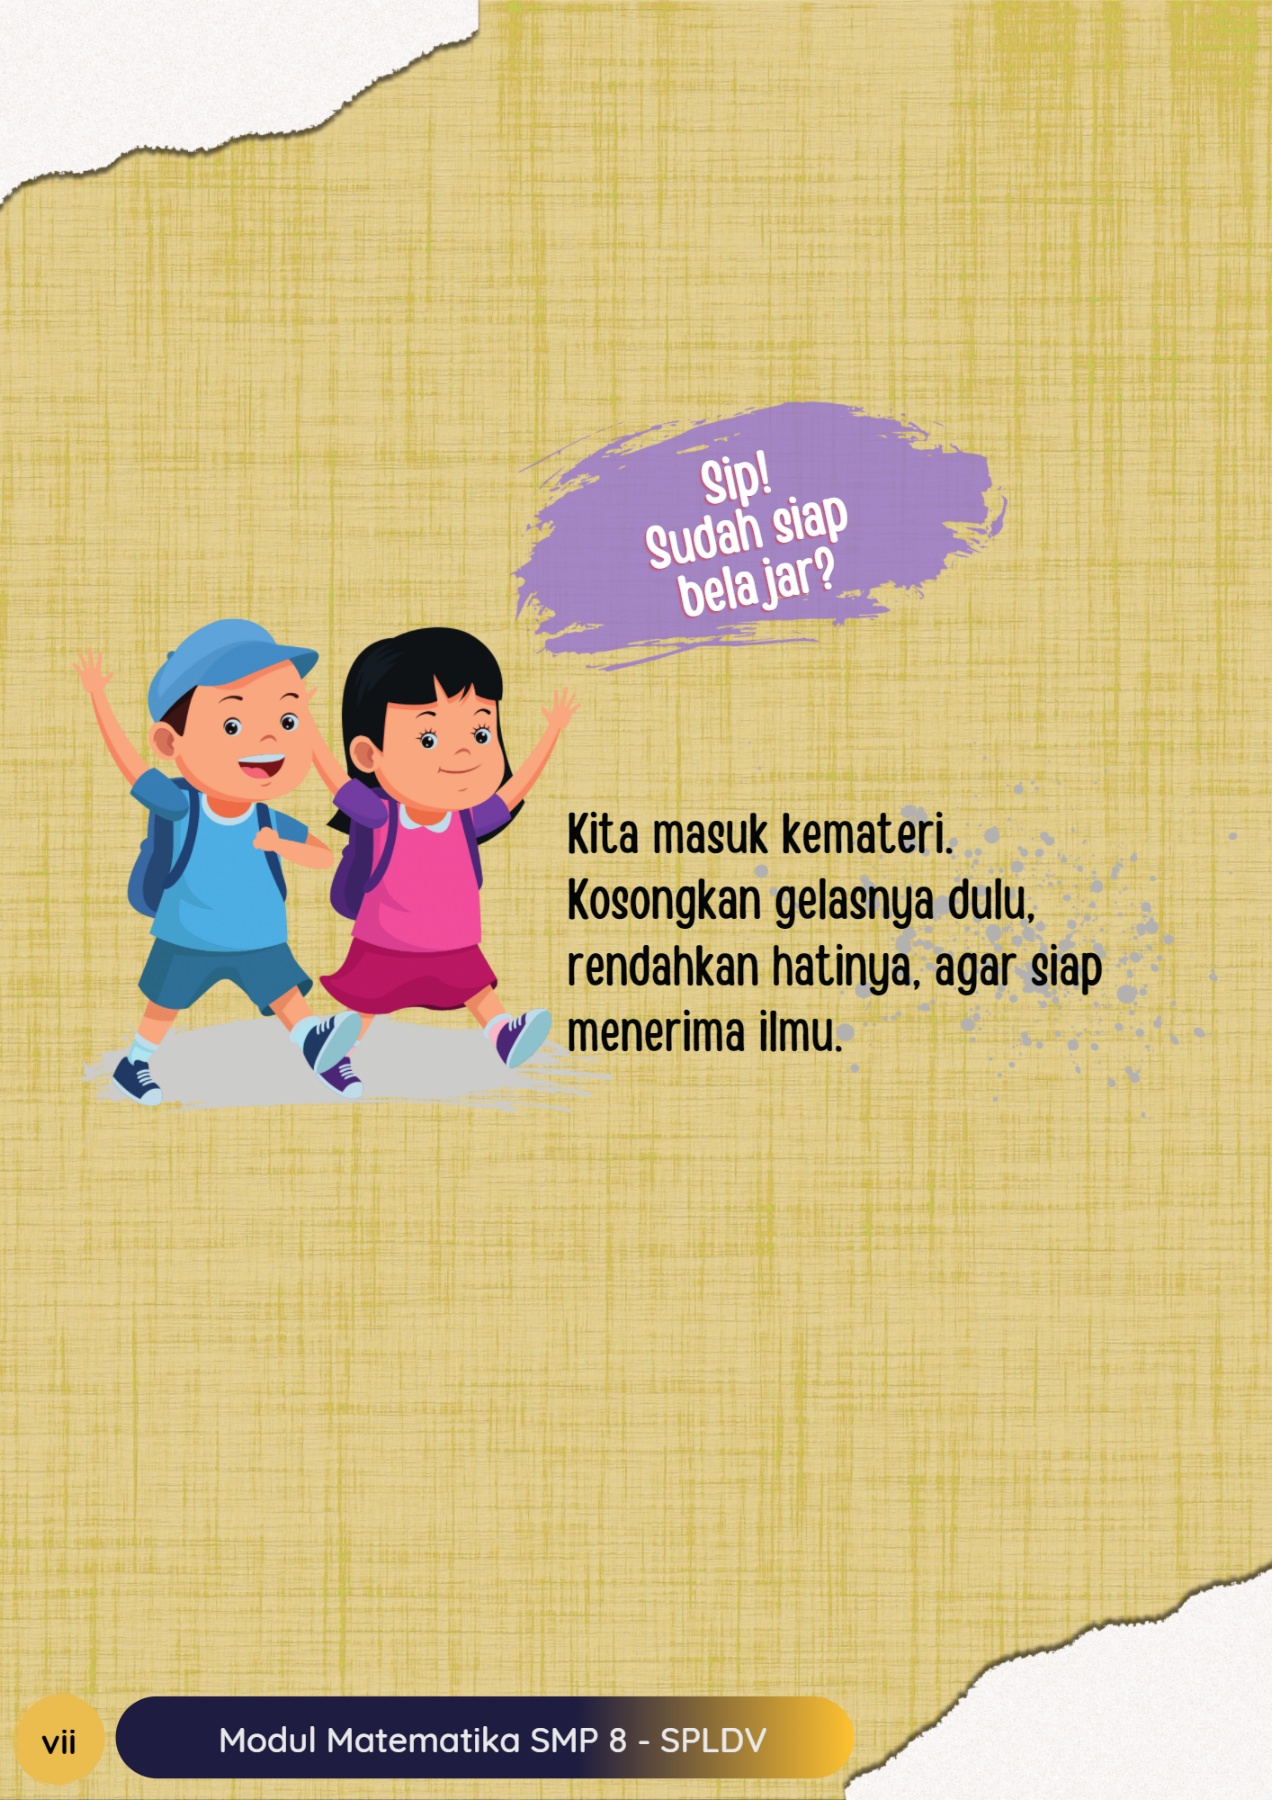 Sip!
Sudah siap
belajar?
Kita masuk kemateri.
Kosongkan gelasnya dulu,
rendahkan hatinya, agar siap
menerima ilmu.
vii
Modul Matematika SMP 8 - SPLDV